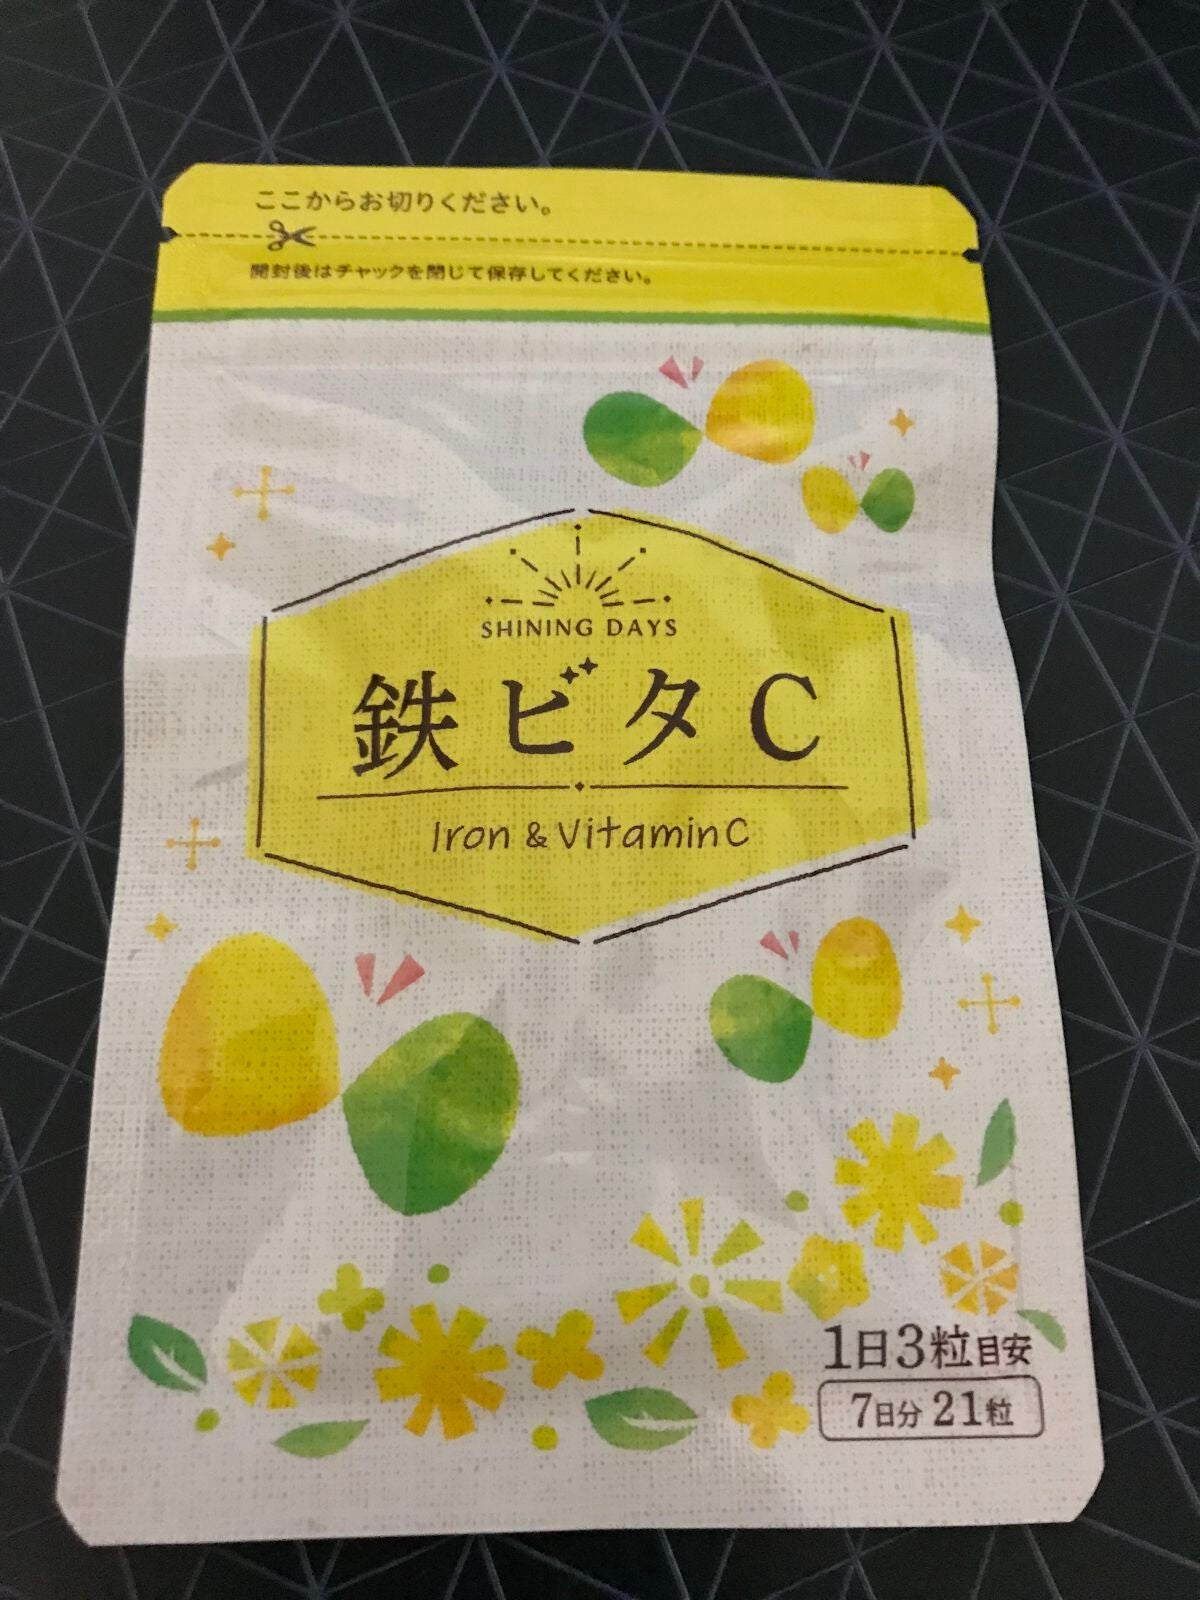 ここからお切りください。
開封後はチャックを閉じて保存してください。
SHINING DAYS
鉄ビタC
Iron & VitaminC
1日3粒目安
7日分 21粒